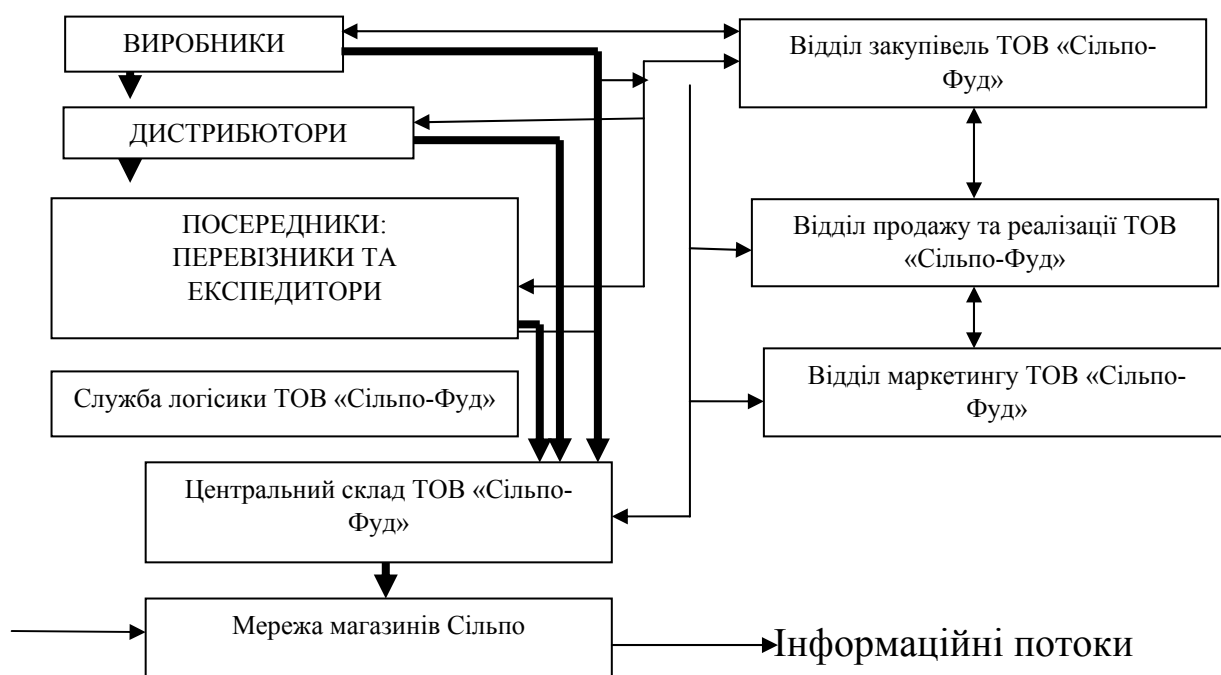 ВИРОБНИКИ
Відділ закупівель ТОВ «Сільпо-
Фуд»
ДИСТРИБЮТОРИ
ПОСЕРЕДНИКИ:
ПЕРЕВІЗНИКИ ТА
ЕКСПЕДИТОРИ
Відділ продажу та реалізації ТОВ
«Сільпо-Фуд»
Служба логісики ТОВ «Сільпо-Фуд»
Відділ маркетингу ТОВ «Сільпо-
Фуд»
Центральний склад ТОВ «Сільпо-
Фуд»
Мережа магазинів Сільпо
Інформаційні потоки